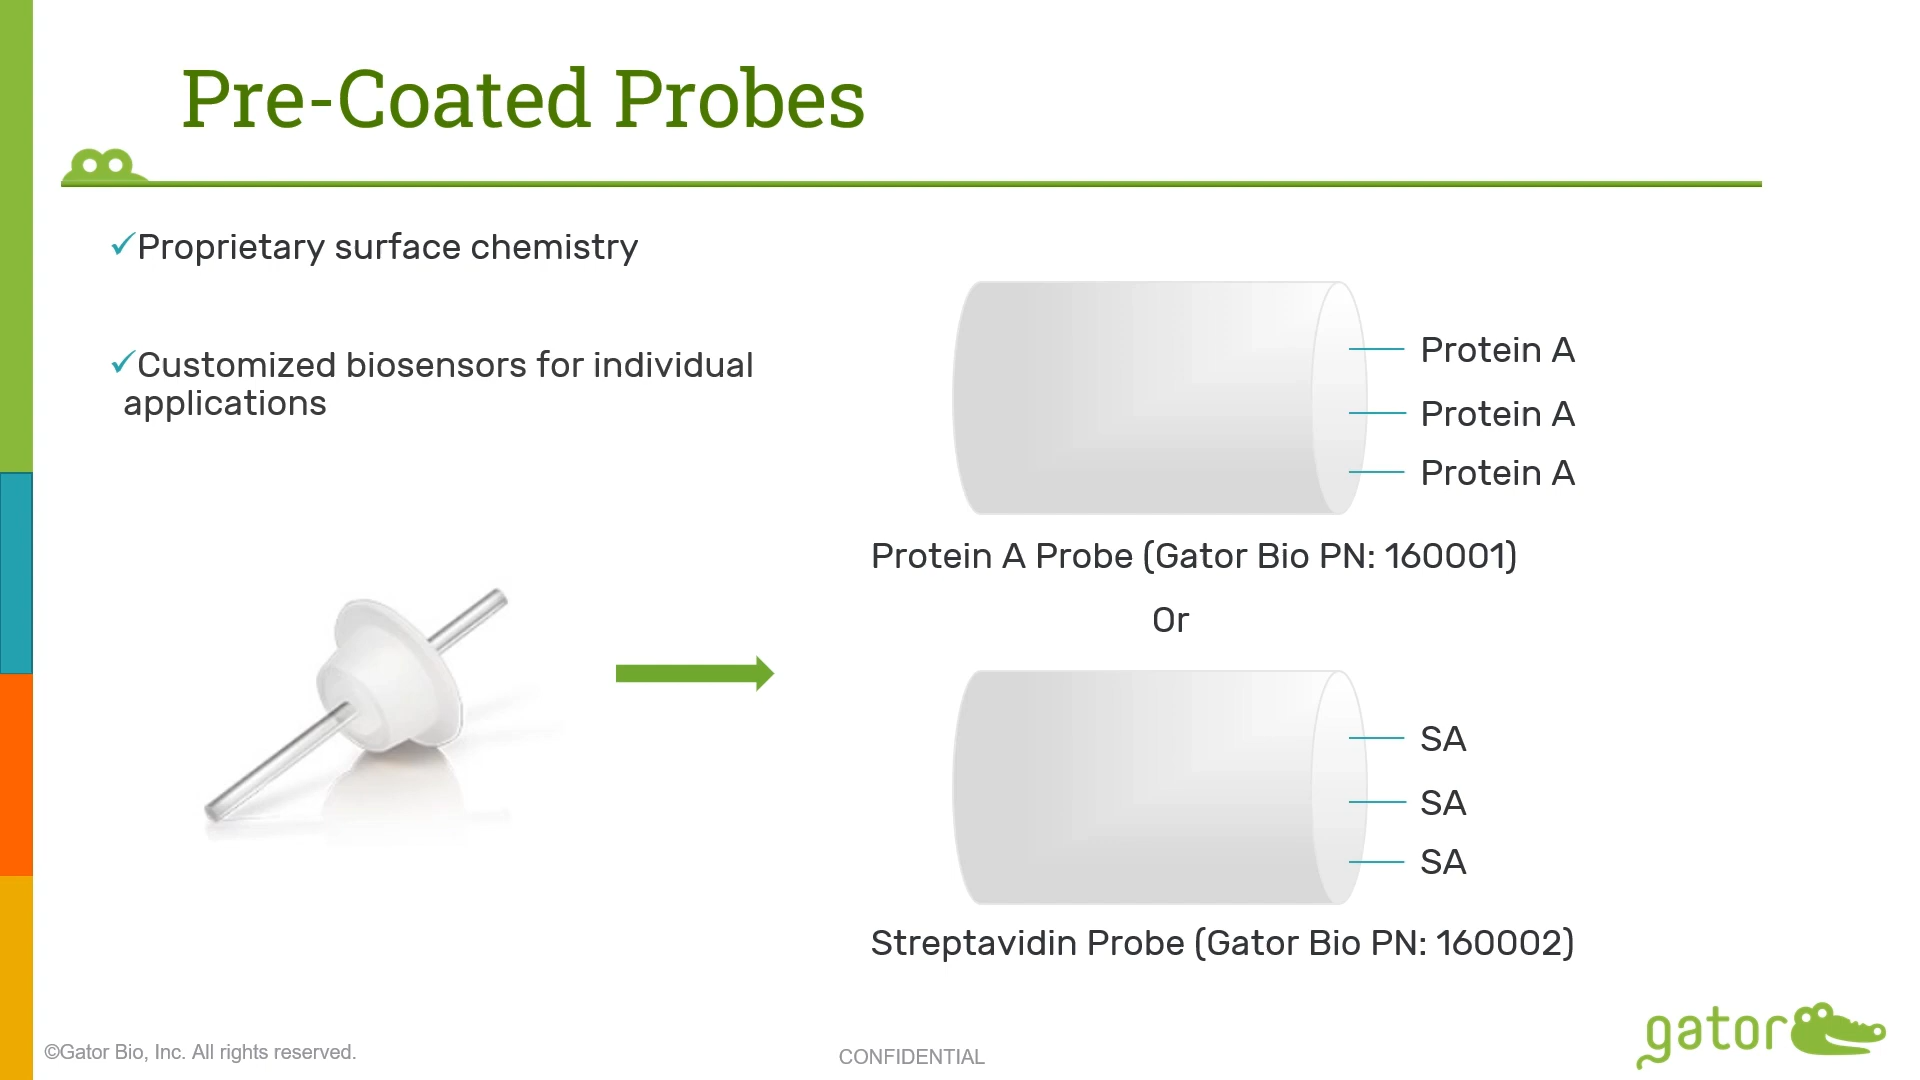 Pre-Coated Probes
✓Proprietary surface chemistry
✓Customized biosensors for individual
applications
Protein A
Protein A
Protein A
Protein A Probe (Gator Bio PN: 160001)
Or
SA
SA
SA
Streptavidin Probe (Gator Bio PN: 160002)
©Gator Bio, Inc. All rights reserved.
CONFIDENTIAL
gator